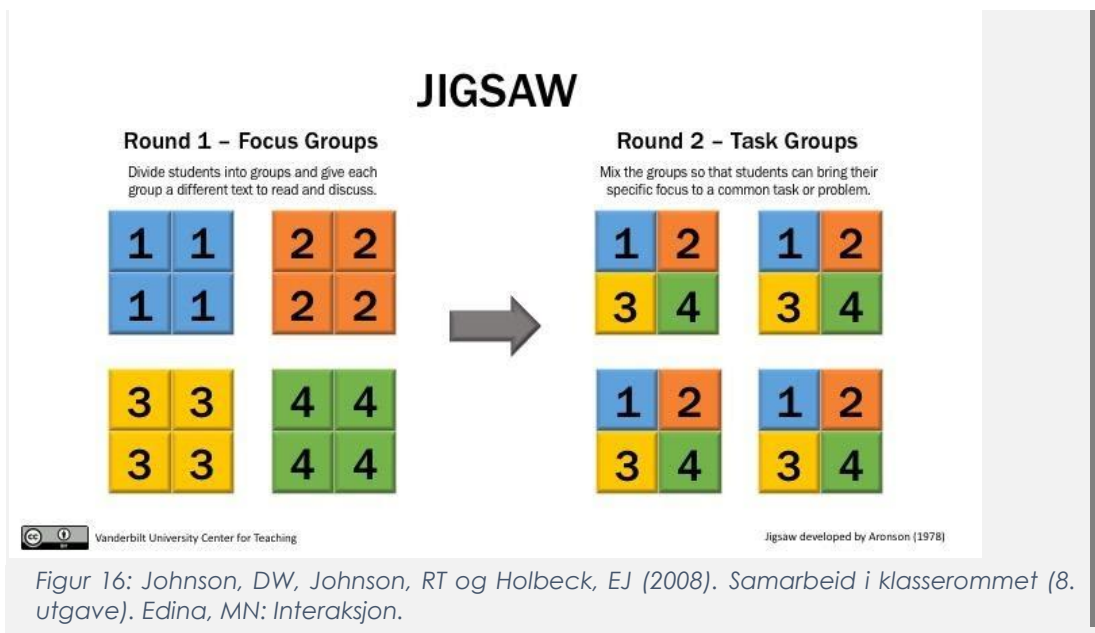 JIGSAW
Round 1 – Focus Groups
Divide students into groups and give each
group a different text to read and discuss.
1 1 2 2
1 1 2 2
3 3 4 4
3 3 4 4
Round 2 – Task Groups
Mix the groups so that students can bring their
specific focus to a common task or problem.
1 2 1 2
3 4 3 4
1 2 1 2
3 4 3 4
cc BY
Vanderbilt University Center for Teaching
Jigsaw developed by Aronson (1978)
Figur 16: Johnson, DW, Johnson, RT og Holbeck, EJ (2008). Samarbeid i klasserommet (8.
utgave). Edina, MN: Interaksjon.